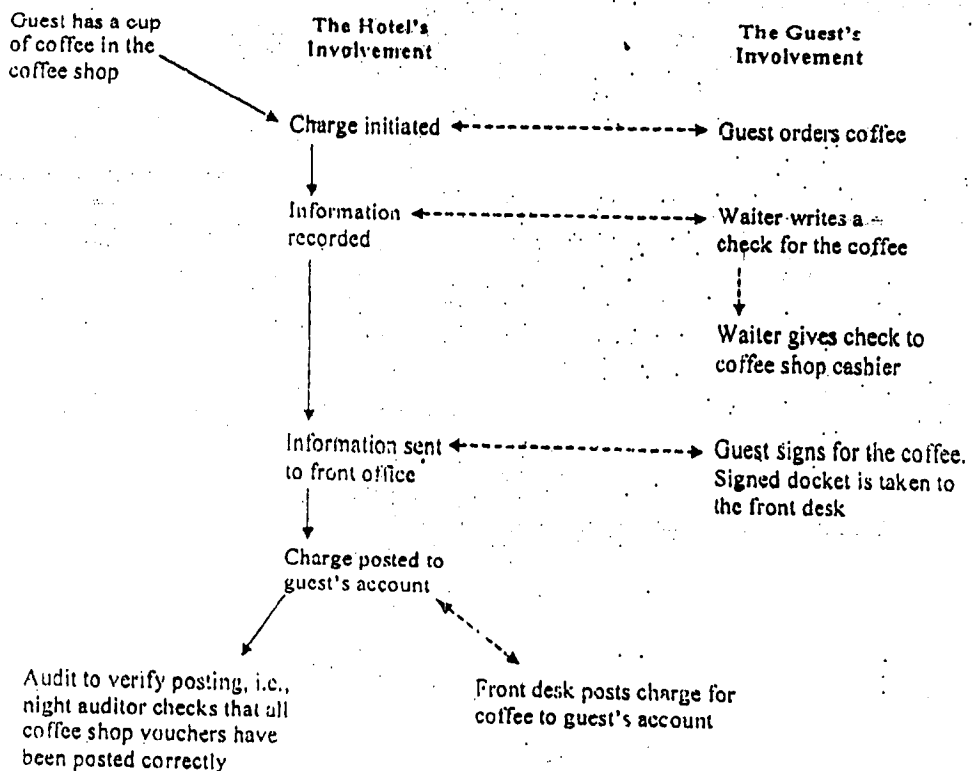 Guest has a cup
of coffee in the
coffee shop
The Hotel's
Involvement
The Guest's
Involvement
Charge initiated
Guest orders coffee
Information
recorded
Waiter writes a
check for the coffee
Waiter gives check to
coffee shop cashier
Information sent
to front office
Guest signs for the coffee.
Signed docket is taken to
the front desk
Charge posted to
guest's account
Audit to verify posting, i.e.,
night auditor checks that all
coffee shop vouchers have
been posted correctly
Front desk posts charge for
coffee to guest's account